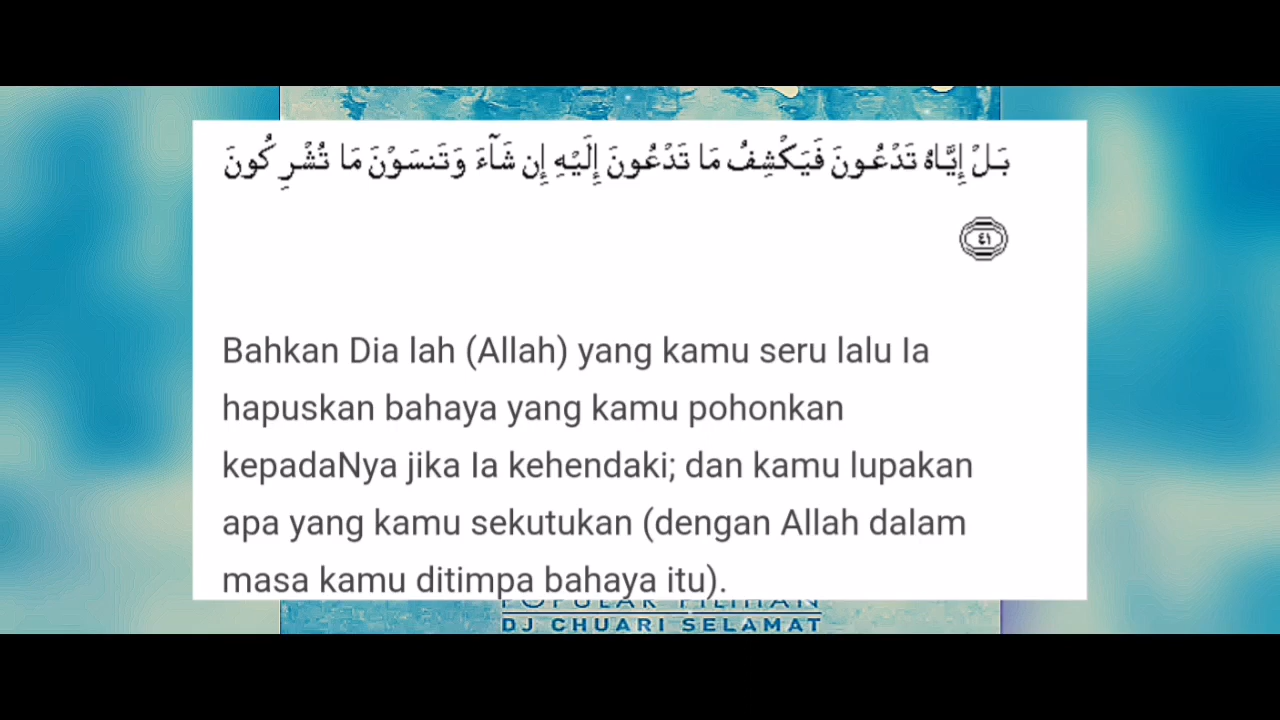 بَلْ إِيَّاهُ تَدْعُونَ فَيَكْشِفُ مَا تَدْعُونَ إِلَيْهِ إِن شَآءَ وَتَنسَوْنَ مَا تُشْرِكُونَ
٤١
Bahkan Dia lah (Allah) yang kamu seru lalu Ia
hapuskan bahaya yang kamu pohonkan
kepadaNya jika Ia kehendaki; dan kamu lupakan
apa yang kamu sekutukan (dengan Allah dalam
masa kamu ditimpa bahaya itu).
POPULAR PILIHAN
DJ CHUARI SELAMAT